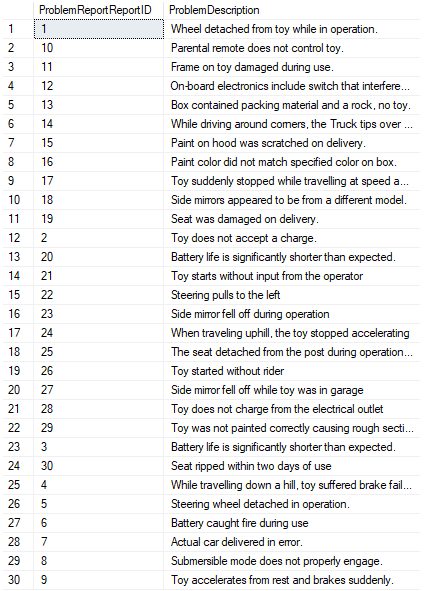 ProblemReportReportID ProblemDescription
1 1 Wheel detached from toy while in operation.
2 10 Parental remote does not control toy.
3 11 Frame on toy damaged during use.
4 12 On-board electronics include switch that interfere...
5 13 Box contained packing material and a rock, no toy.
6 14 While driving around corners, the Truck tips over ...
7 15 Paint on hood was scratched on delivery.
8 16 Paint color did not match specified color on box.
9 17 Toy suddenly stopped while travelling at speed a...
10 18 Side mirrors appeared to be from a different model.
11 19 Seat was damaged on delivery.
12 2 Toy does not accept a charge.
13 20 Battery life is significantly shorter than expected.
14 21 Toy starts without input from the operator
15 22 Steering pulls to the left
16 23 Side mirror fell off during operation
17 24 When traveling uphill, the toy stopped accelerating
18 25 The seat detached from the post during operation...
19 26 Toy started without rider
20 27 Side mirror fell off while toy was in garage
21 28 Toy does not charge from the electrical outlet
22 29 Toy was not painted correctly causing rough secti...
23 3 Battery life is significantly shorter than expected.
24 30 Seat ripped within two days of use
25 4 While travelling down a hill, toy suffered brake fail...
26 5 Steering wheel detached in operation.
27 6 Battery caught fire during use
28 7 Actual car delivered in error.
29 8 Submersible mode does not properly engage.
30 9 Toy accelerates from rest and brakes suddenly.